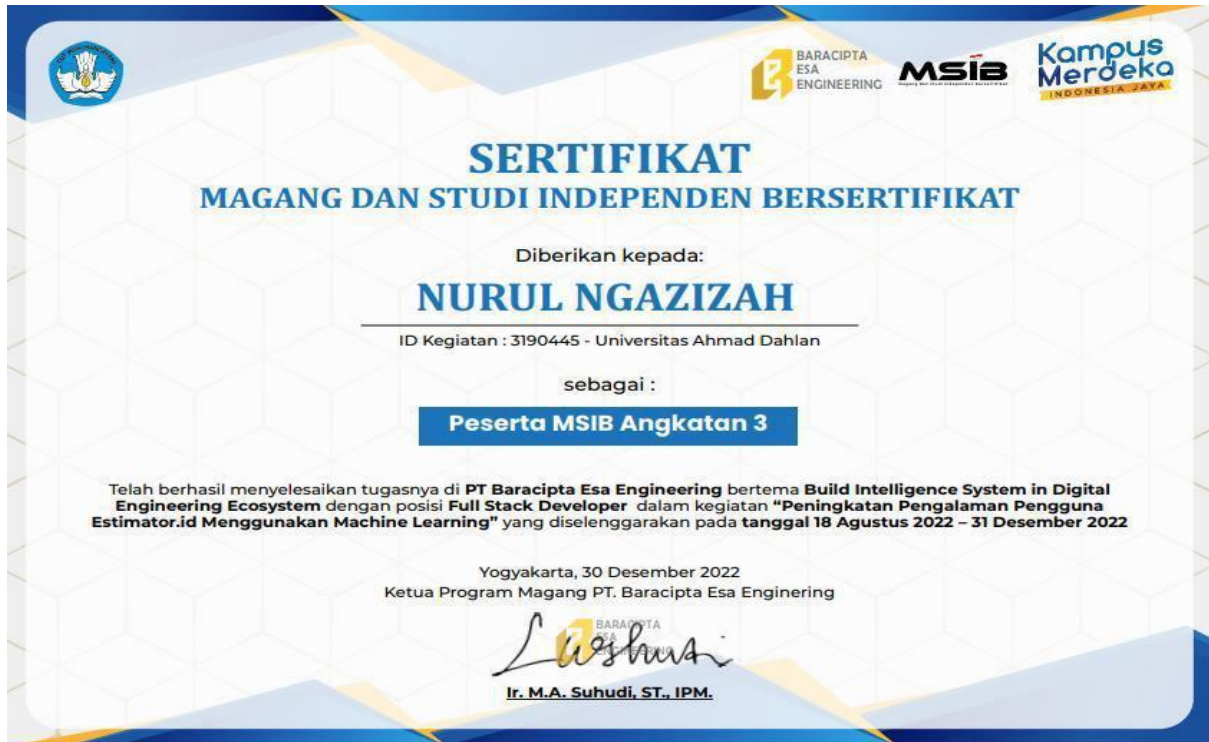 BARACIPTA
ESA
ENGINEERING
MSIB
Kampus
Merdeka
INDONESIA JAYA
SERTIFIKAT
MAGANG DAN STUDI INDEPENDEN BERSERTIFIKAT
Diberikan kepada:
NURUL NGAZIZAH
ID Kegiatan : 3190445 - Universitas Ahmad Dahlan
sebagai :
Peserta MSIB Angkatan 3
Telah berhasil menyelesaikan tugasnya di PT Baracipta Esa Engineering bertema Build Intelligence System in Digital
Engineering Ecosystem dengan posisi Full Stack Developer dalam kegiatan “Peningkatan Pengalaman Pengguna
Estimator.id Menggunakan Machine Learning” yang diselenggarakan pada tanggal 18 Agustus 2022 – 31 Desember 2022
Yogyakarta, 30 Desember 2022
Ketua Program Magang PT. Baracipta Esa Enginering
BARACIPTA
ESA
ENGINEERING
Ir. M.A. Suhudi, ST., IPM.